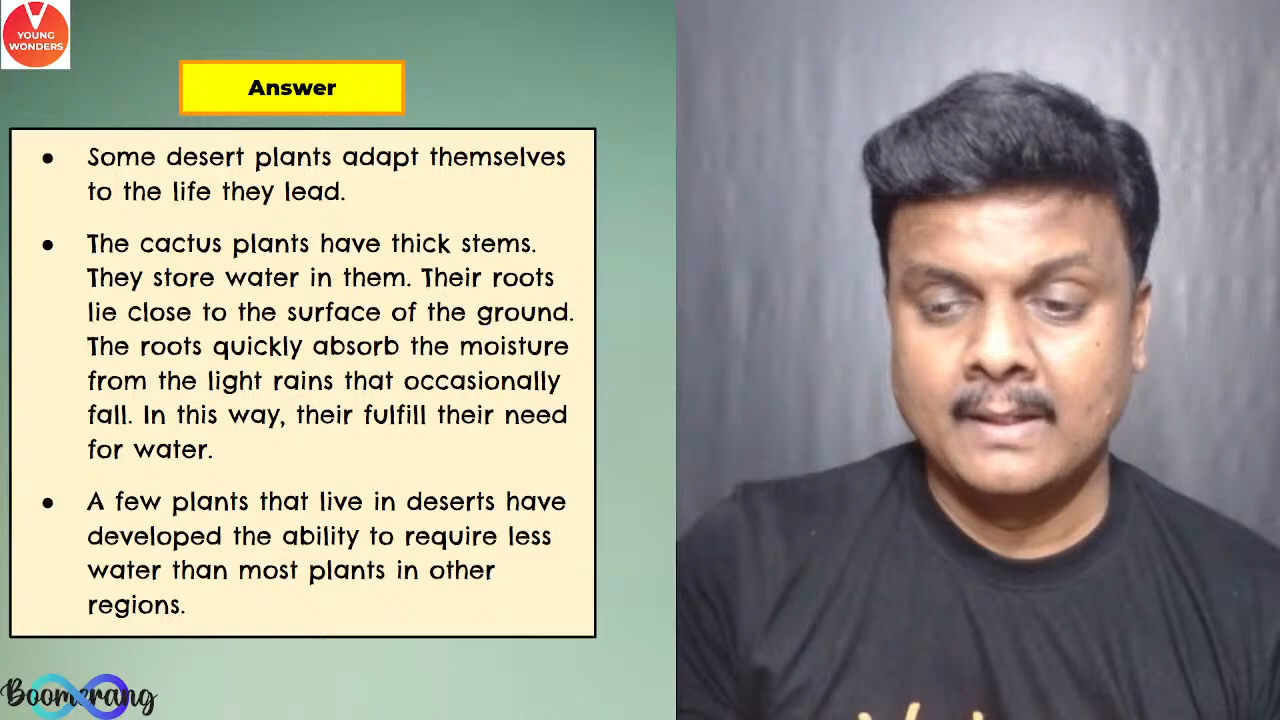 YOUNG
WONDERS
Answer
● Some desert plants adapt themselves
to the life they lead.
● The cactus plants have thick stems.
They store water in them. Their roots
lie close to the surface of the ground.
The roots quickly absorb the moisture
from the light rains that occasionally
fall. In this way, their fulfill their need
for water.
● A few plants that live in deserts have
developed the ability to require less
water than most plants in other
regions.
Boomerang